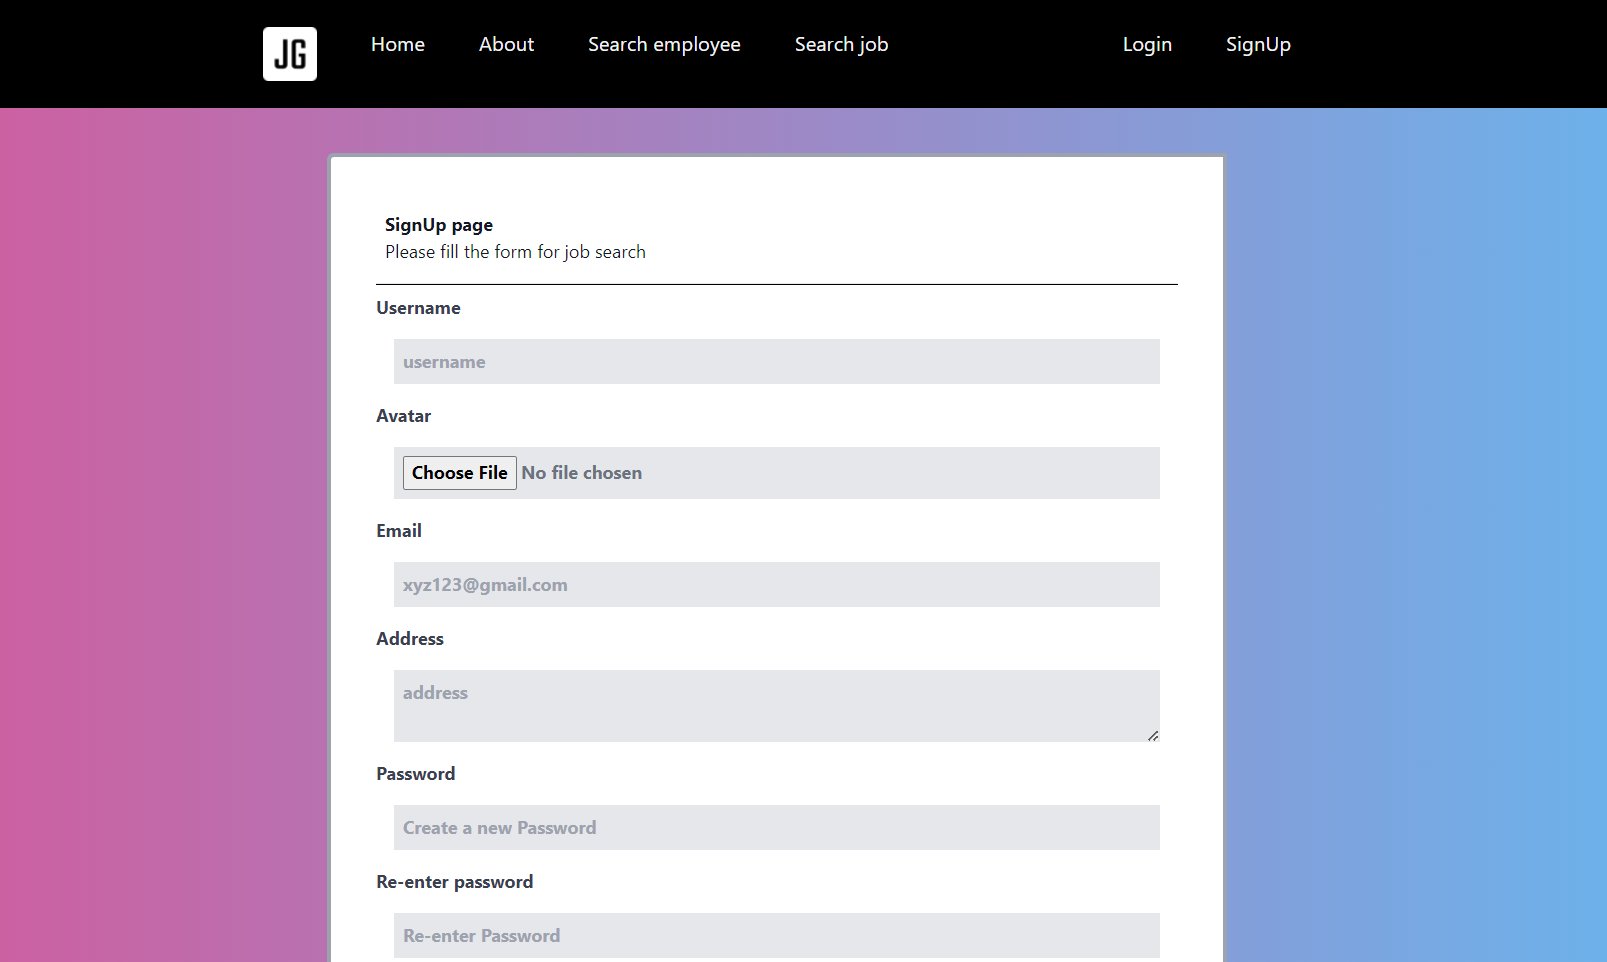 JG Home About Search employee Search job Login SignUp
SignUp page
Please fill the form for job search
Username
username
Avatar
Choose File No file chosen
Email
xyz123@gmail.com
Address
address
Password
Create a new Password
Re-enter password
Re-enter Password